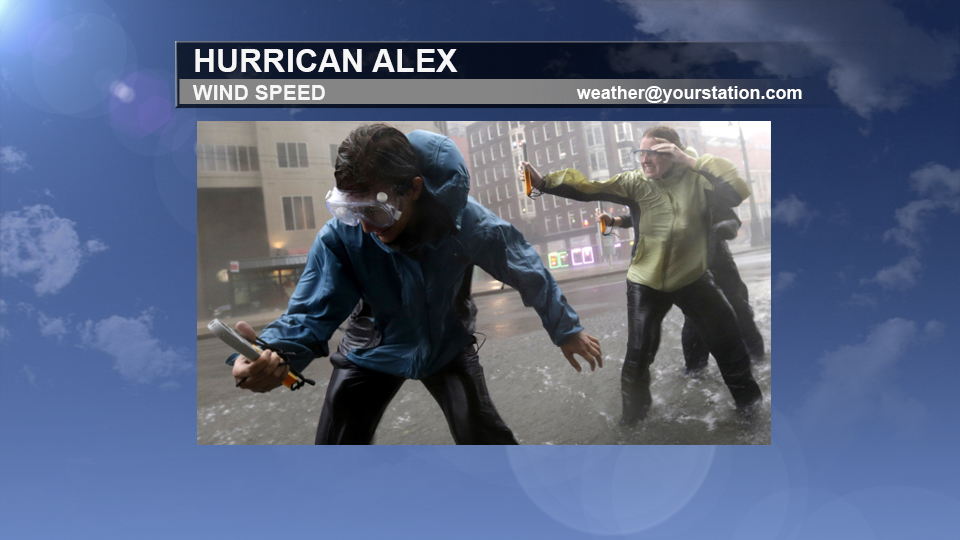 HURRICAN ALEX
WIND SPEED
weather@yourstation.com